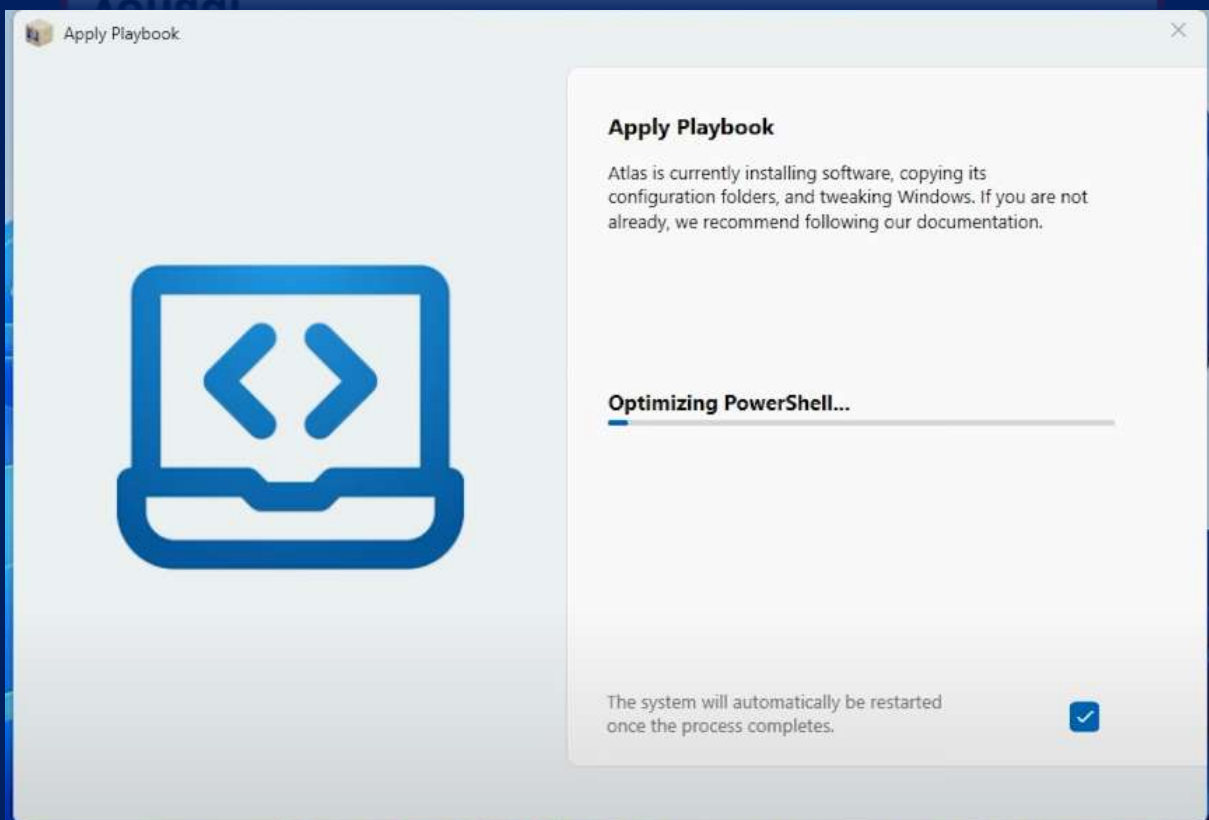 Apply Playbook
Apply Playbook
Atlas is currently installing software, copying its
configuration folders, and tweaking Windows. If you are not
already, we recommend following our documentation.
Optimizing PowerShell...
The system will automatically be restarted
once the process completes.